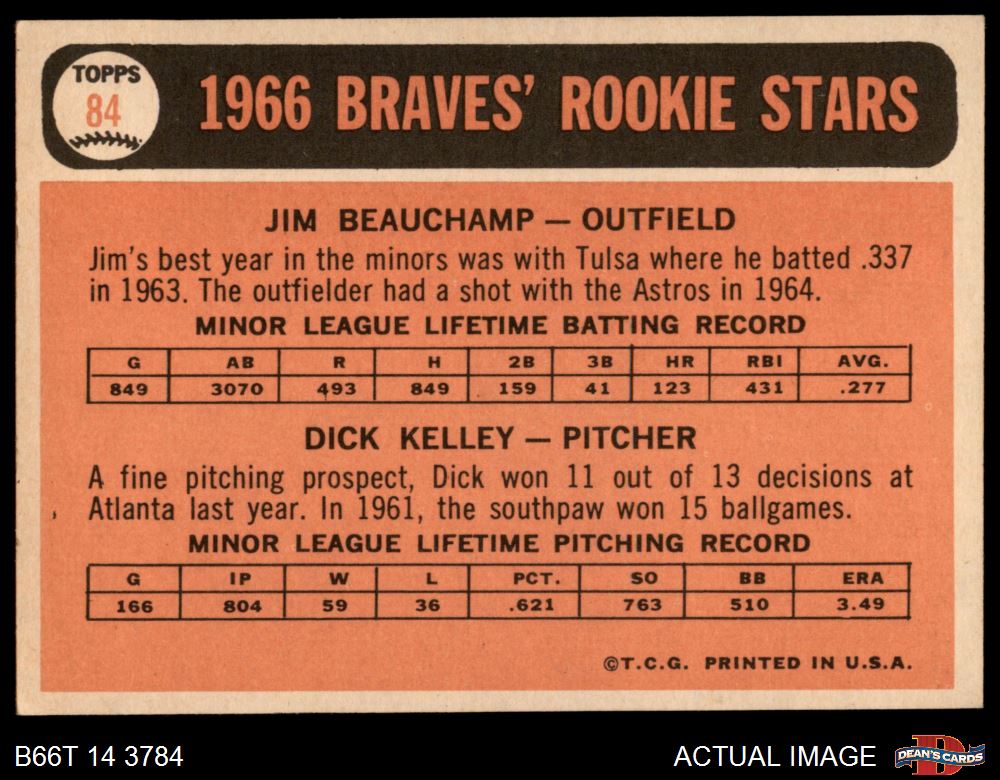 TOPPS
84
1966 BRAVES' ROOKIE STARS
JIM BEAUCHAMP — OUTFIELD
Jim's best year in the minors was with Tulsa where he batted .337
in 1963. The outfielder had a shot with the Astros in 1964.
MINOR LEAGUE LIFETIME BATTING RECORD
G AB R H 2B 3B HR RBI AVG.
849 3070 493 849 159 41 123 431 .277
DICK KELLEY — PITCHER
A fine pitching prospect, Dick won 11 out of 13 decisions at
Atlanta last year. In 1961, the southpaw won 15 ballgames.
MINOR LEAGUE LIFETIME PITCHING RECORD
G IP W L PCT. SO BB ERA
166 804 59 36 .621 763 510 3.49
©T.C.G. PRINTED IN U.S.A.
B66T 14 3784
ACTUAL IMAGE
DEAN'S CARDS